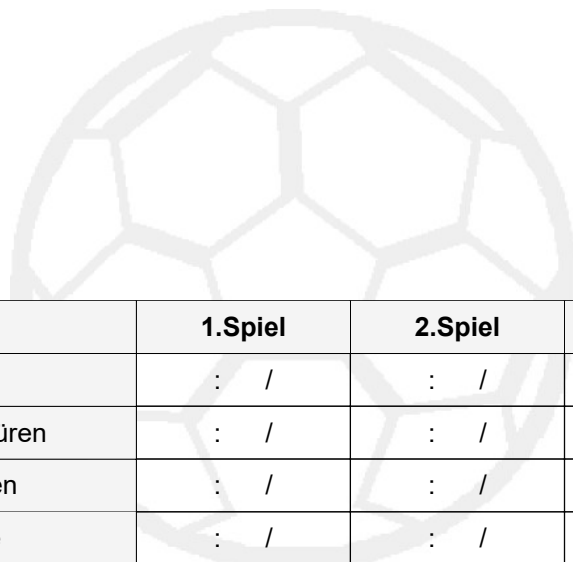 1.Spiel 2.Spiel
: / : /
üren : / : /
en : / : /
: / : /